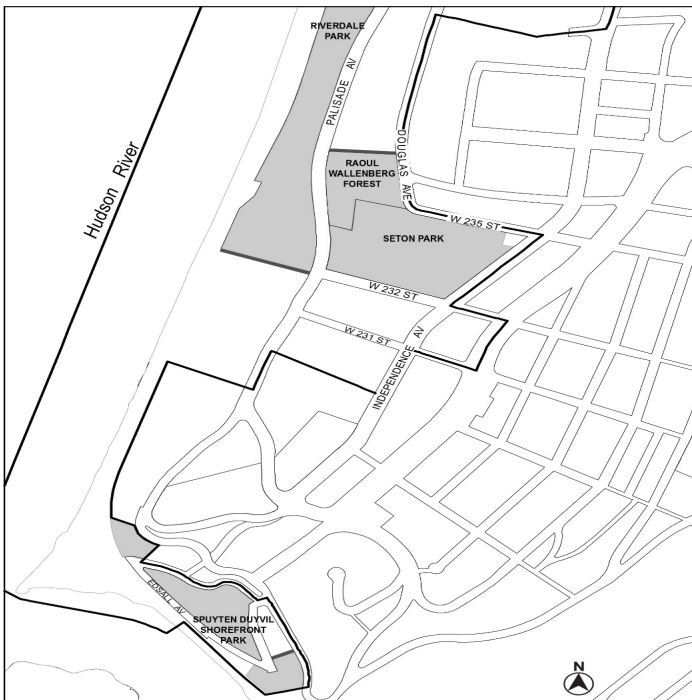 RIVERDALE
PARK
PALISADE AV
Hudson River
DOUGLAS AVE
RAOUL
WALLENBERG
FOREST
W 235 ST
SETON PARK
W 232 ST
W 231 ST
INDEPENDENCE AV
EDSALL AV
SPUYTEN DUYVIL
SHOREFRONT
PARK
N